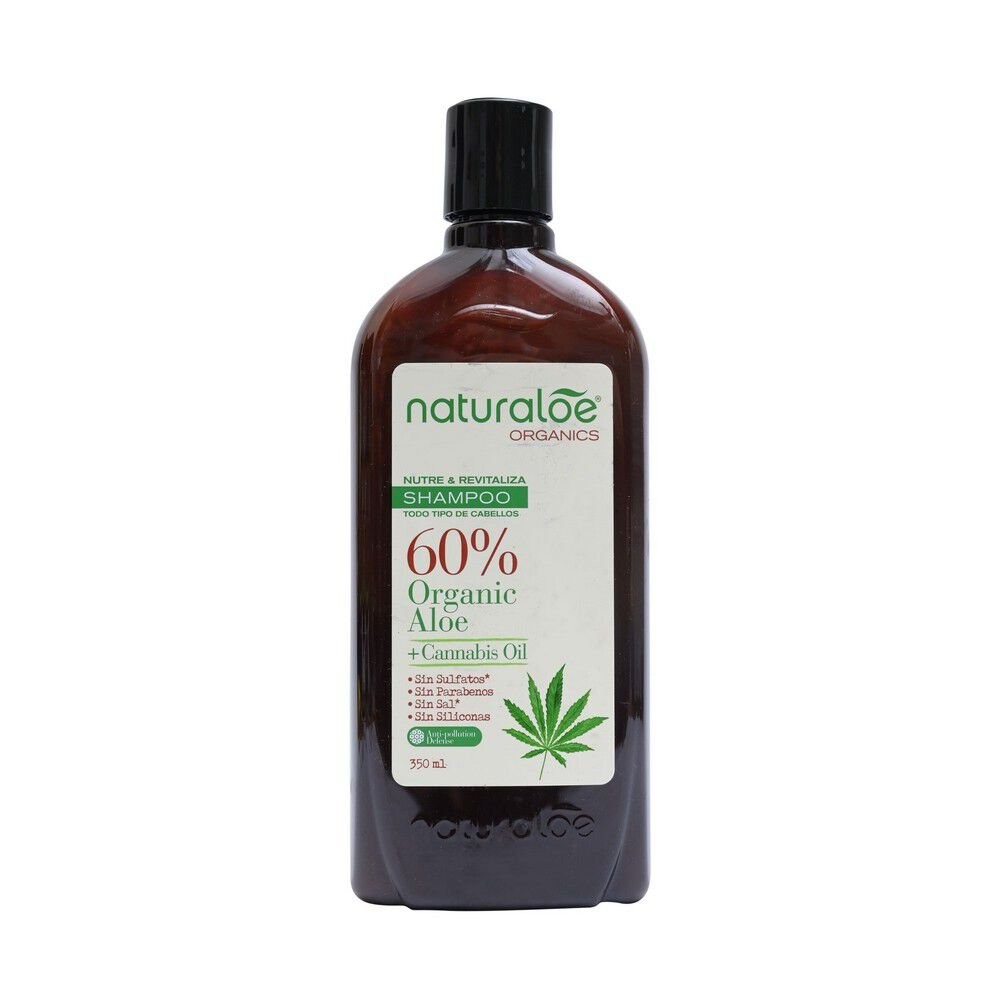 naturaloe®
ORGANICS
NUTRE & REVITALIZA
SHAMPOO
TODO TIPO DE CABELLOS
60%
Organic
Aloe
+Cannabis Oil
• Sin Sulfatos*
• Sin Parabenos
• Sin Sal*
• Sin Siliconas
Anti-pollution
Defense
350 ml
naturaloe